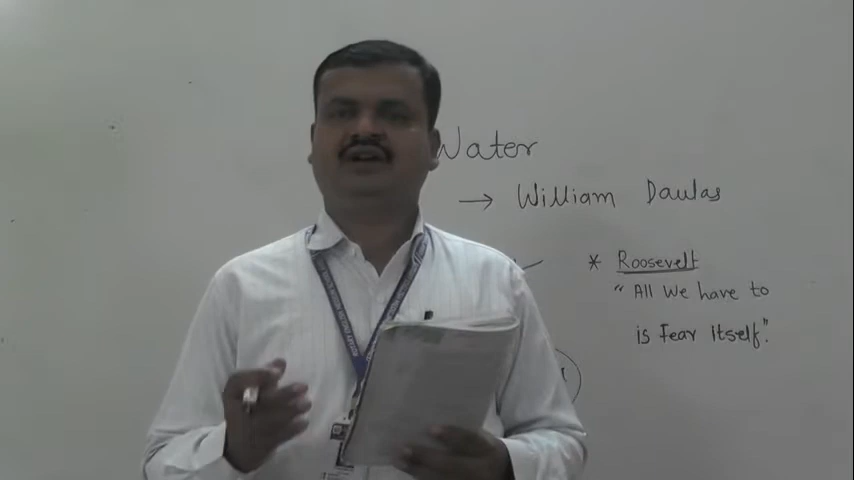 Water
→ William Daulas
* Roosevelt
"All We have to
is Fear itself".